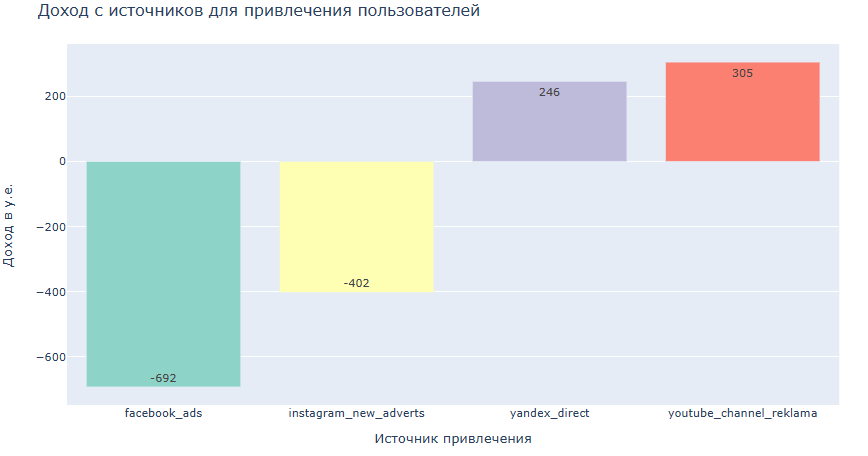 Доход с источников для привлечения пользователей
Доход в у.е.
200
0
−200
−400
−600
-692
-402
246
305
facebook_ads
instagram_new_adverts
yandex_direct
youtube_channel_reklama
Источник привлечения